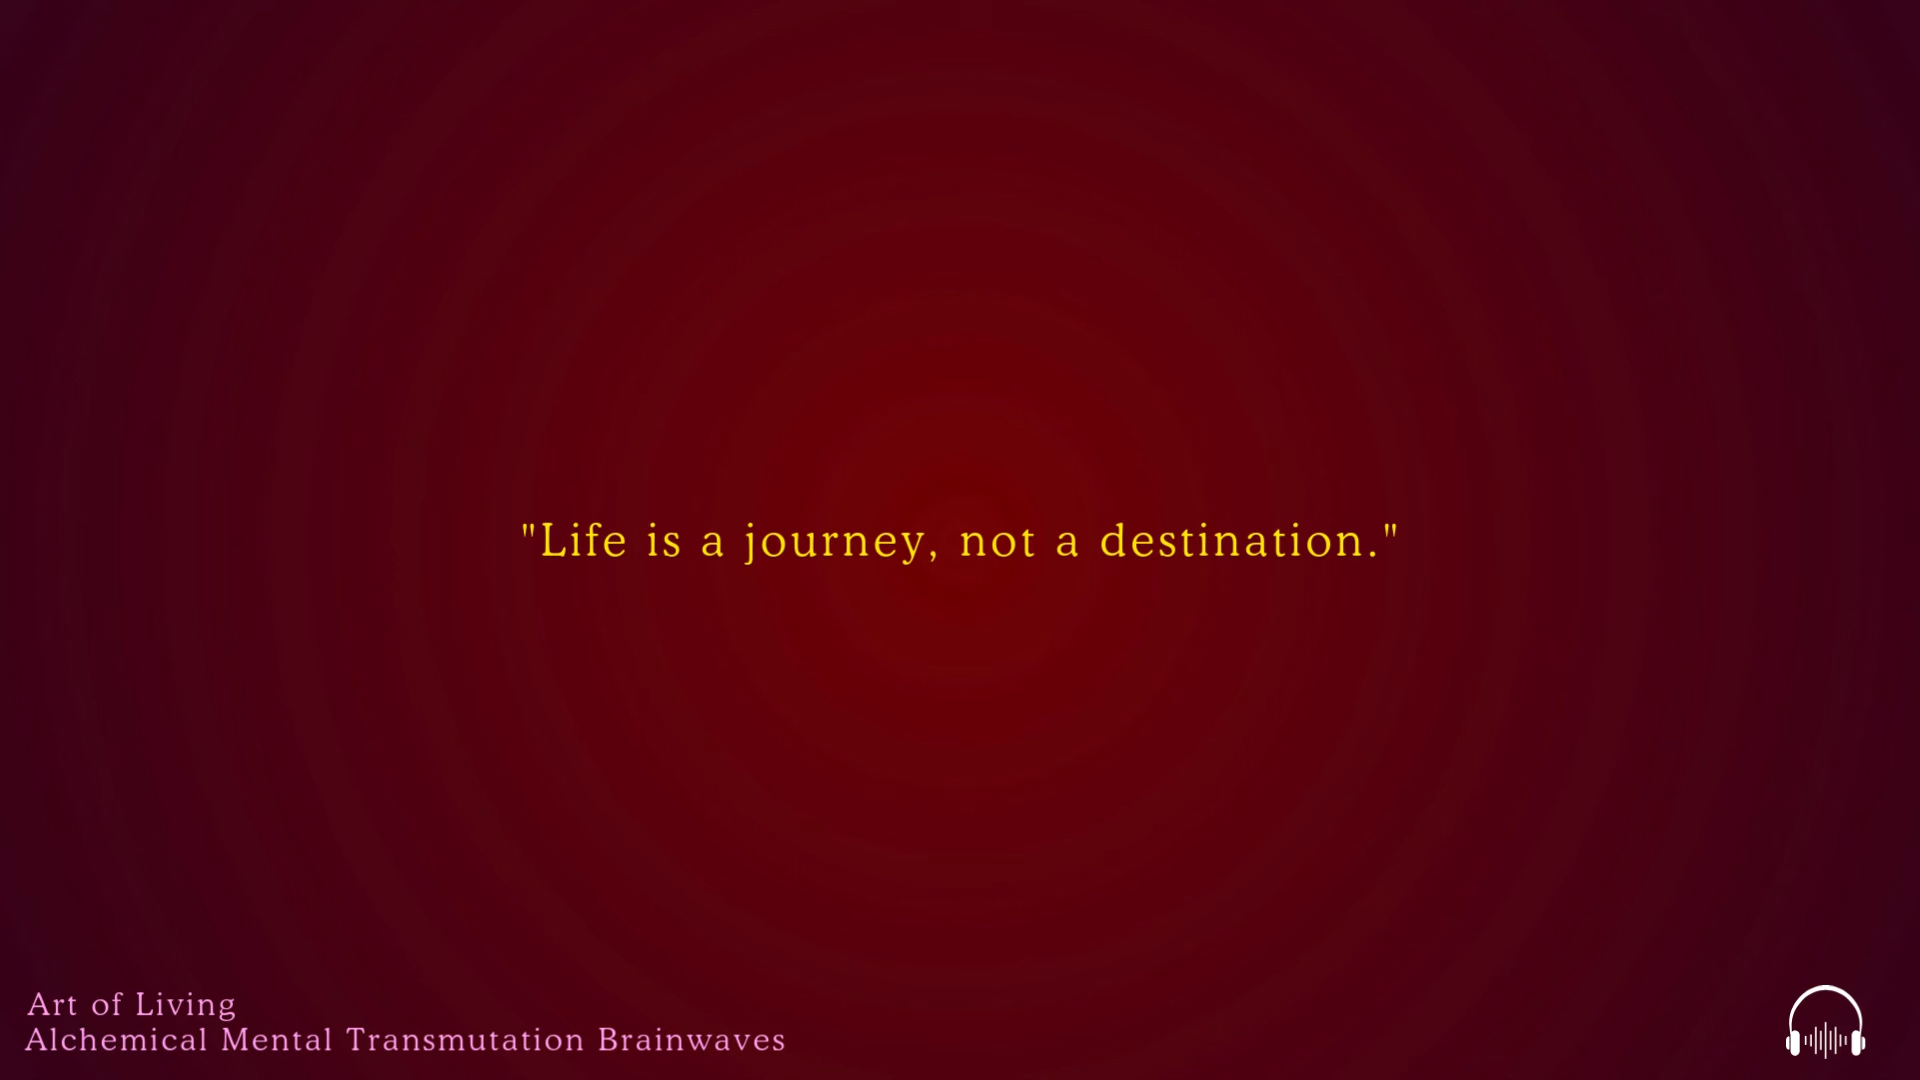 "Life is a journey, not a destination."
Art of Living
Alchemical Mental Transmutation Brainwaves